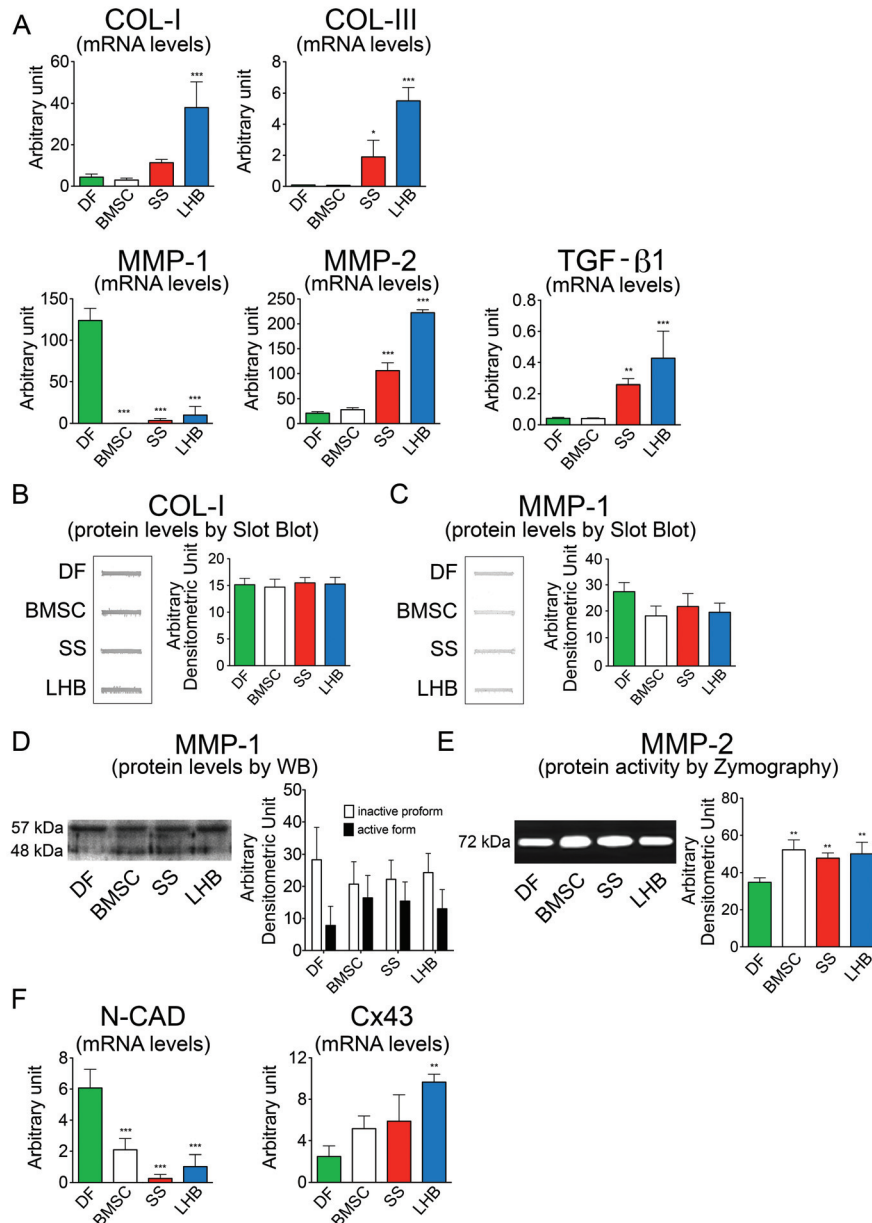 A
COL-I
(mRNA levels)
Arbitrary unit
60
40
20
0
***
DF
BMSC
SS
LHB
COL-III
(mRNA levels)
Arbitrary unit
8
6
4
2
0
*
***
DF
BMSC
SS
LHB
MMP-1
(mRNA levels)
Arbitrary unit
150
100
50
0
***
***
***
DF
BMSC
SS
LHB
MMP-2
(mRNA levels)
Arbitrary unit
250
200
150
100
50
0
***
***
DF
BMSC
SS
LHB
TGF-β1
(mRNA levels)
Arbitrary unit
0.8
0.6
0.4
0.2
0.0
**
***
DF
BMSC
SS
LHB
B
COL-I
(protein levels by Slot Blot)
DF
BMSC
SS
LHB
Arbitrary
Densitometric Unit
20
15
10
5
0
DF
BMSC
SS
LHB
C
MMP-1
(protein levels by Slot Blot)
DF
BMSC
SS
LHB
Arbitrary
Densitometric Unit
40
30
20
10
0
DF
BMSC
SS
LHB
D
MMP-1
(protein levels by WB)
57 kDa
48 kDa
DF
BMSC
SS
LHB
Arbitrary
Densitometric Unit
50
40
30
20
10
0
inactive proform
active form
DF
BMSC
SS
LHB
E
MMP-2
(protein activity by Zymography)
72 kDa
DF
BMSC
SS
LHB
Arbitrary
Densitometric Unit
80
60
40
20
0
**
**
**
DF
BMSC
SS
LHB
F
N-CAD
(mRNA levels)
Arbitrary unit
8
6
4
2
0
***
***
***
DF
BMSC
SS
LHB
Cx43
(mRNA levels)
Arbitrary unit
12
8
4
0
**
DF
BMSC
SS
LHB